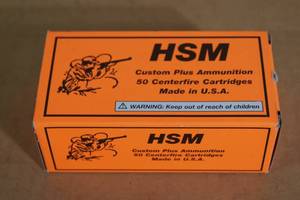 HSM
Custom Plus Ammunition
50 Centerfire Cartridges
Made in U.S.A.
WARNING: Keep out of reach of children
HSM
Custom Plus Ammunition
50 Centerfire Cartridges
Made in U.S.A.